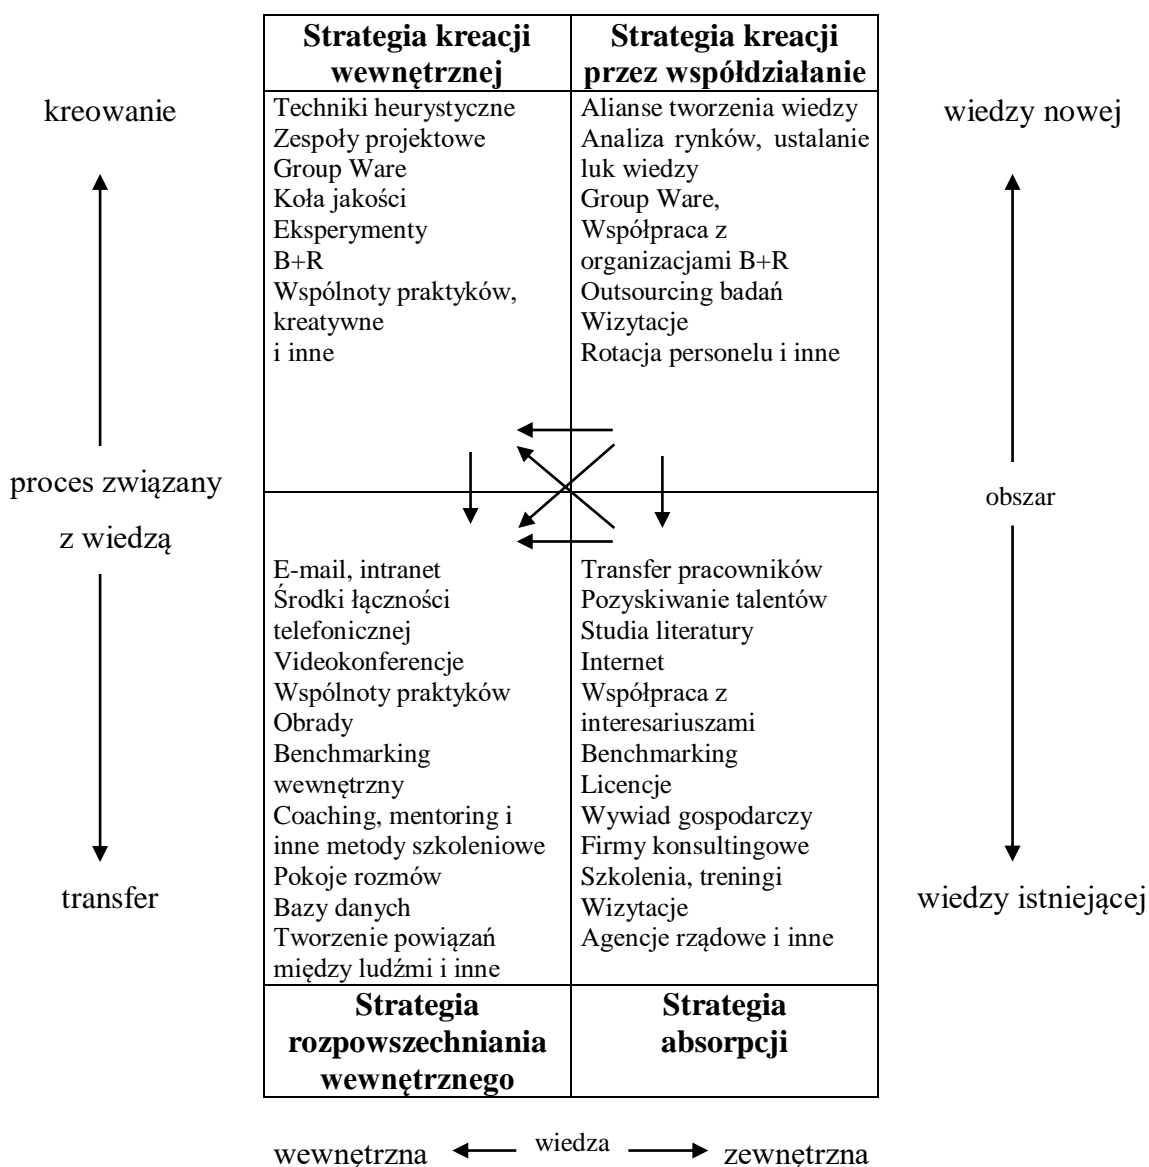 Strategia kreacji
wewnętrznej
Strategia kreacji
przez współdziałanie
kreowanie
Techniki heurystyczne
Zespoły projektowe
Group Ware
Koła jakości
Eksperymenty
B+R
Wspólnoty praktyków,
kreatywne
i inne
Alianse tworzenia wiedzy
Analiza rynków, ustalanie
luk wiedzy
Group Ware,
Współpraca z
organizacjami B+R
Outsourcing badań
Wizytacje
Rotacja personelu i inne
wiedzy nowej
proces związany
z wiedzą
obszar
E-mail, intranet
Środki łączności
telefonicznej
Videokonferencje
Wspólnoty praktyków
Obrady
Benchmarking
wewnętrzny
Coaching, mentoring i
inne metody szkoleniowe
Pokoje rozmów
Bazy danych
Tworzenie powiązań
między ludźmi i inne
Transfer pracowników
Pozyskiwanie talentów
Studia literatury
Internet
Współpraca z
interesariuszami
Benchmarking
Licencje
Wywiad gospodarczy
Firmy konsultingowe
Szkolenia, treningi
Wizytacje
Agencje rządowe i inne
transfer
wiedzy istniejącej
Strategia
rozpowszechniania
wewnętrznego
Strategia
absorpcji
wewnętrzna wiedza zewnętrzna